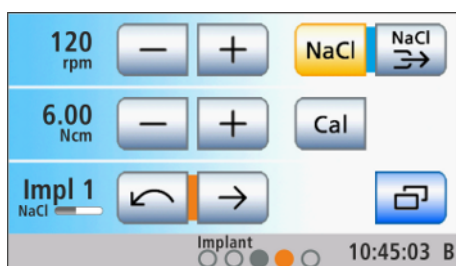 120
rpm
NaCl
NaCl
6.00
Ncm
Cal
Impl 1
NaCl
Implant
10:45:03 B